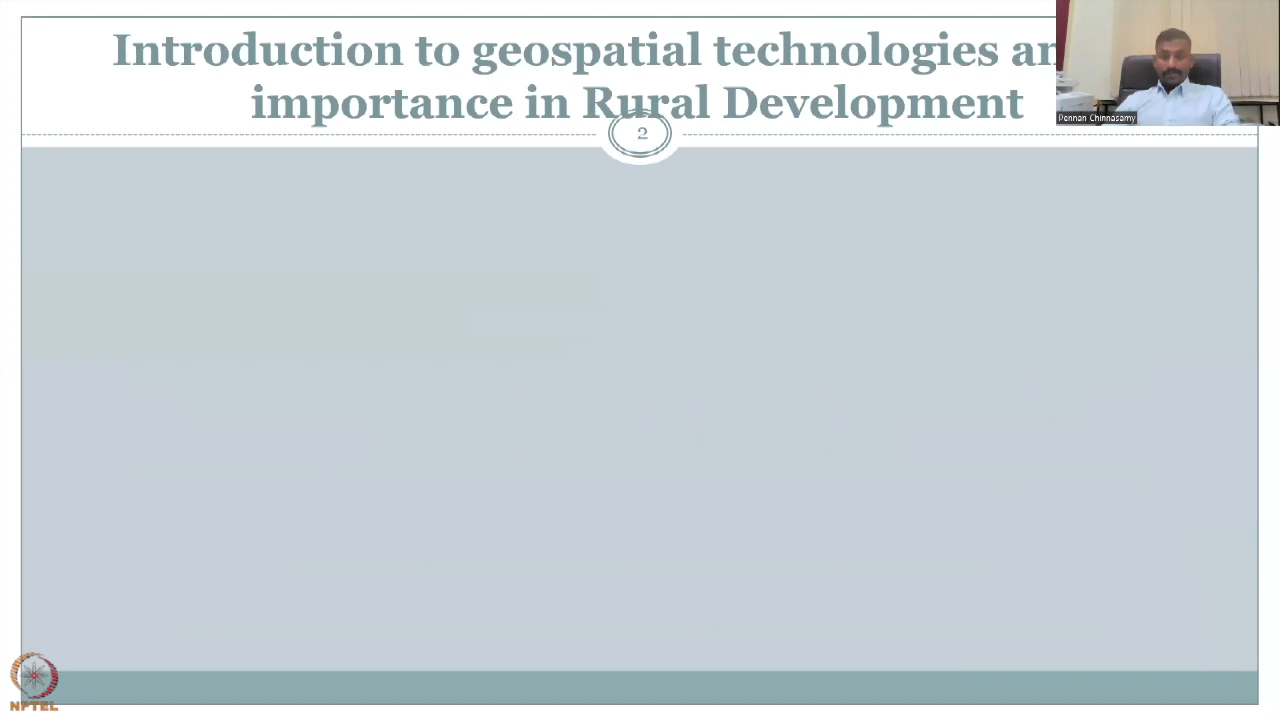 Introduction to geospatial technologies an
importance in Rural Development
2
Pennan Chinnasamy
NPTEL